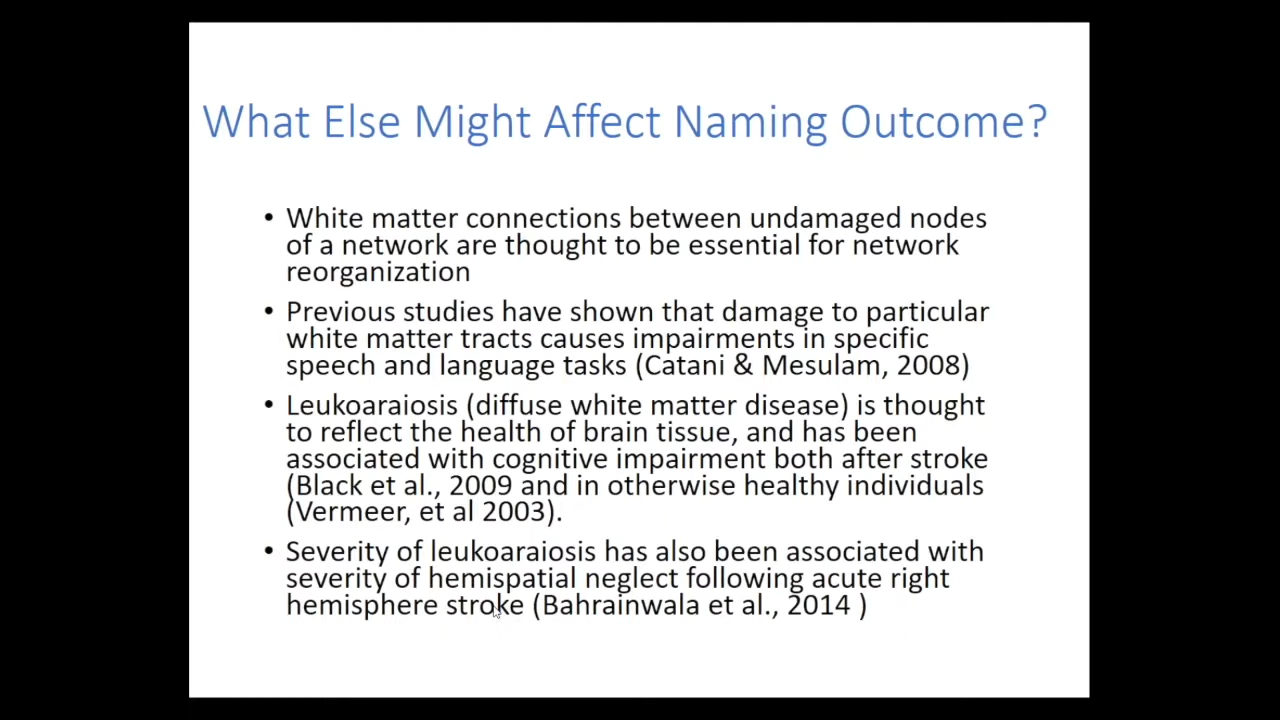 What Else Might Affect Naming Outcome?
• White matter connections between undamaged nodes
of a network are thought to be essential for network
reorganization
• Previous studies have shown that damage to particular
white matter tracts causes impairments in specific
speech and language tasks (Catani & Mesulam, 2008)
• Leukoaraiosis (diffuse white matter disease) is thought
to reflect the health of brain tissue, and has been
associated with cognitive impairment both after stroke
(Black et al., 2009 and in otherwise healthy individuals
(Vermeer, et al 2003).
• Severity of leukoaraiosis has also been associated with
severity of hemispatial neglect following acute right
hemisphere stroke (Bahrainwala et al., 2014 )